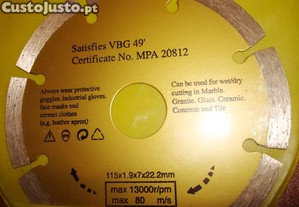 CustoJusto.pt
Satisfies VBG 49'
Certificate No. MPA 20812
Always wear protective
goggles, industrial gloves.
face masks and
correct clothes
(e.g. leather apron)
Can be used for wet/dry
cutting in Marble.
Granite. Glaze. Ceramic.
Concrete and Tile
115x1.9x7x22.2mm
max 13000r/pm
max 80 m/s